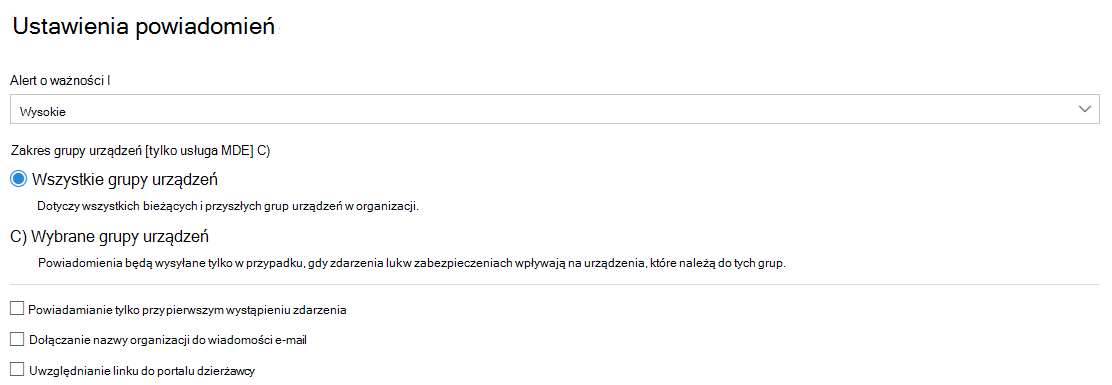 Ustawienia powiadomień
Alert o ważności l
Wysokie
Zakres grupy urządzeń [tylko usługa MDE] C)
Wszystkie grupy urządzeń
Dotyczy wszystkich bieżących i przyszłych grup urządzeń w organizacji.
C) Wybrane grupy urządzeń
Powiadomienia będą wysyłane tylko w przypadku, gdy zdarzenia luk w zabezpieczeniach wpływają na urządzenia, które należą do tych grup.
Powiadamianie tylko przy pierwszym wystąpieniu zdarzenia
Dołączanie nazwy organizacji do wiadomości e-mail
Uwzględnianie linku do portalu dzierżawcy